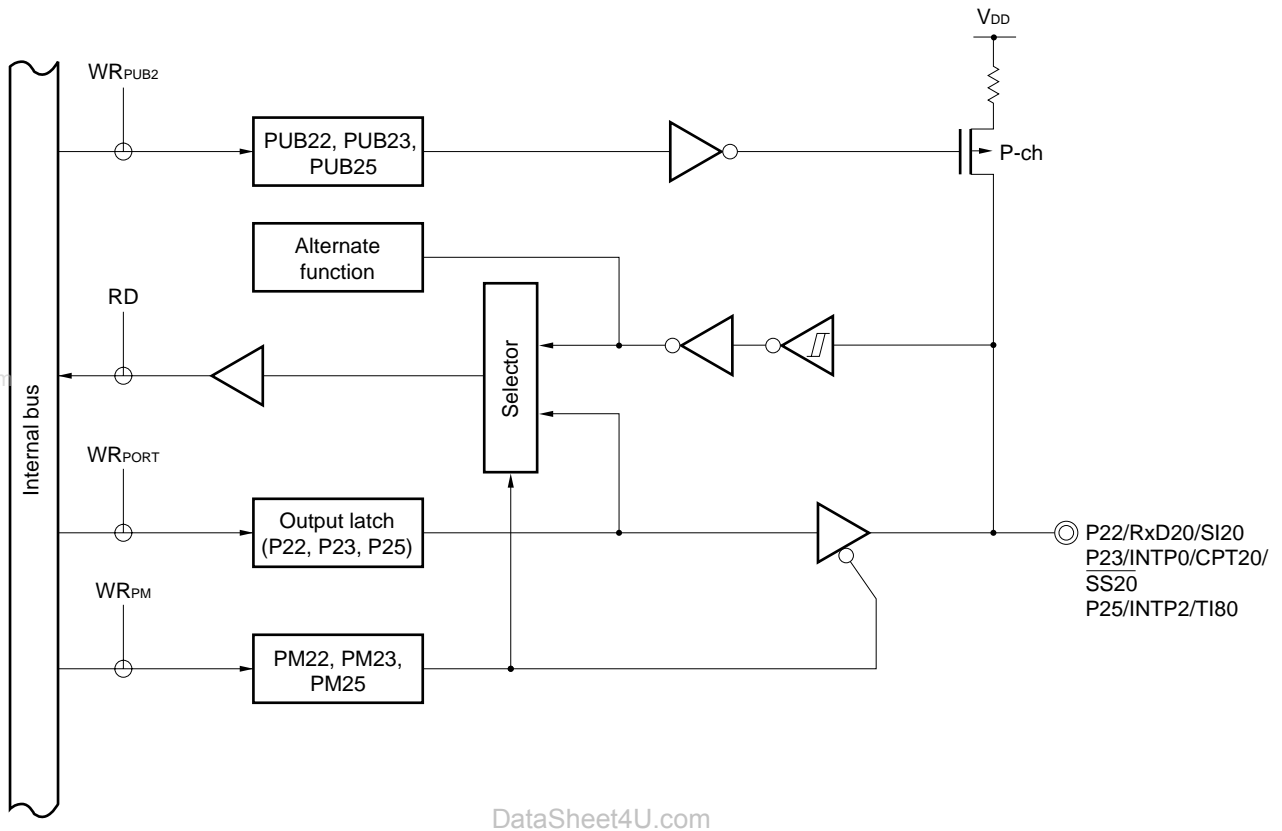 VDD
WRPUB2
PUB22, PUB23,
PUB25
P-ch
Alternate
function
RD
Selector
m
Internal bus
WRPORT
Output latch
(P22, P23, P25)
P22/RxD20/SI20
P23/INTP0/CPT20/
SS20
P25/INTP2/TI80
WRPM
PM22, PM23,
PM25
DataSheet4U.com